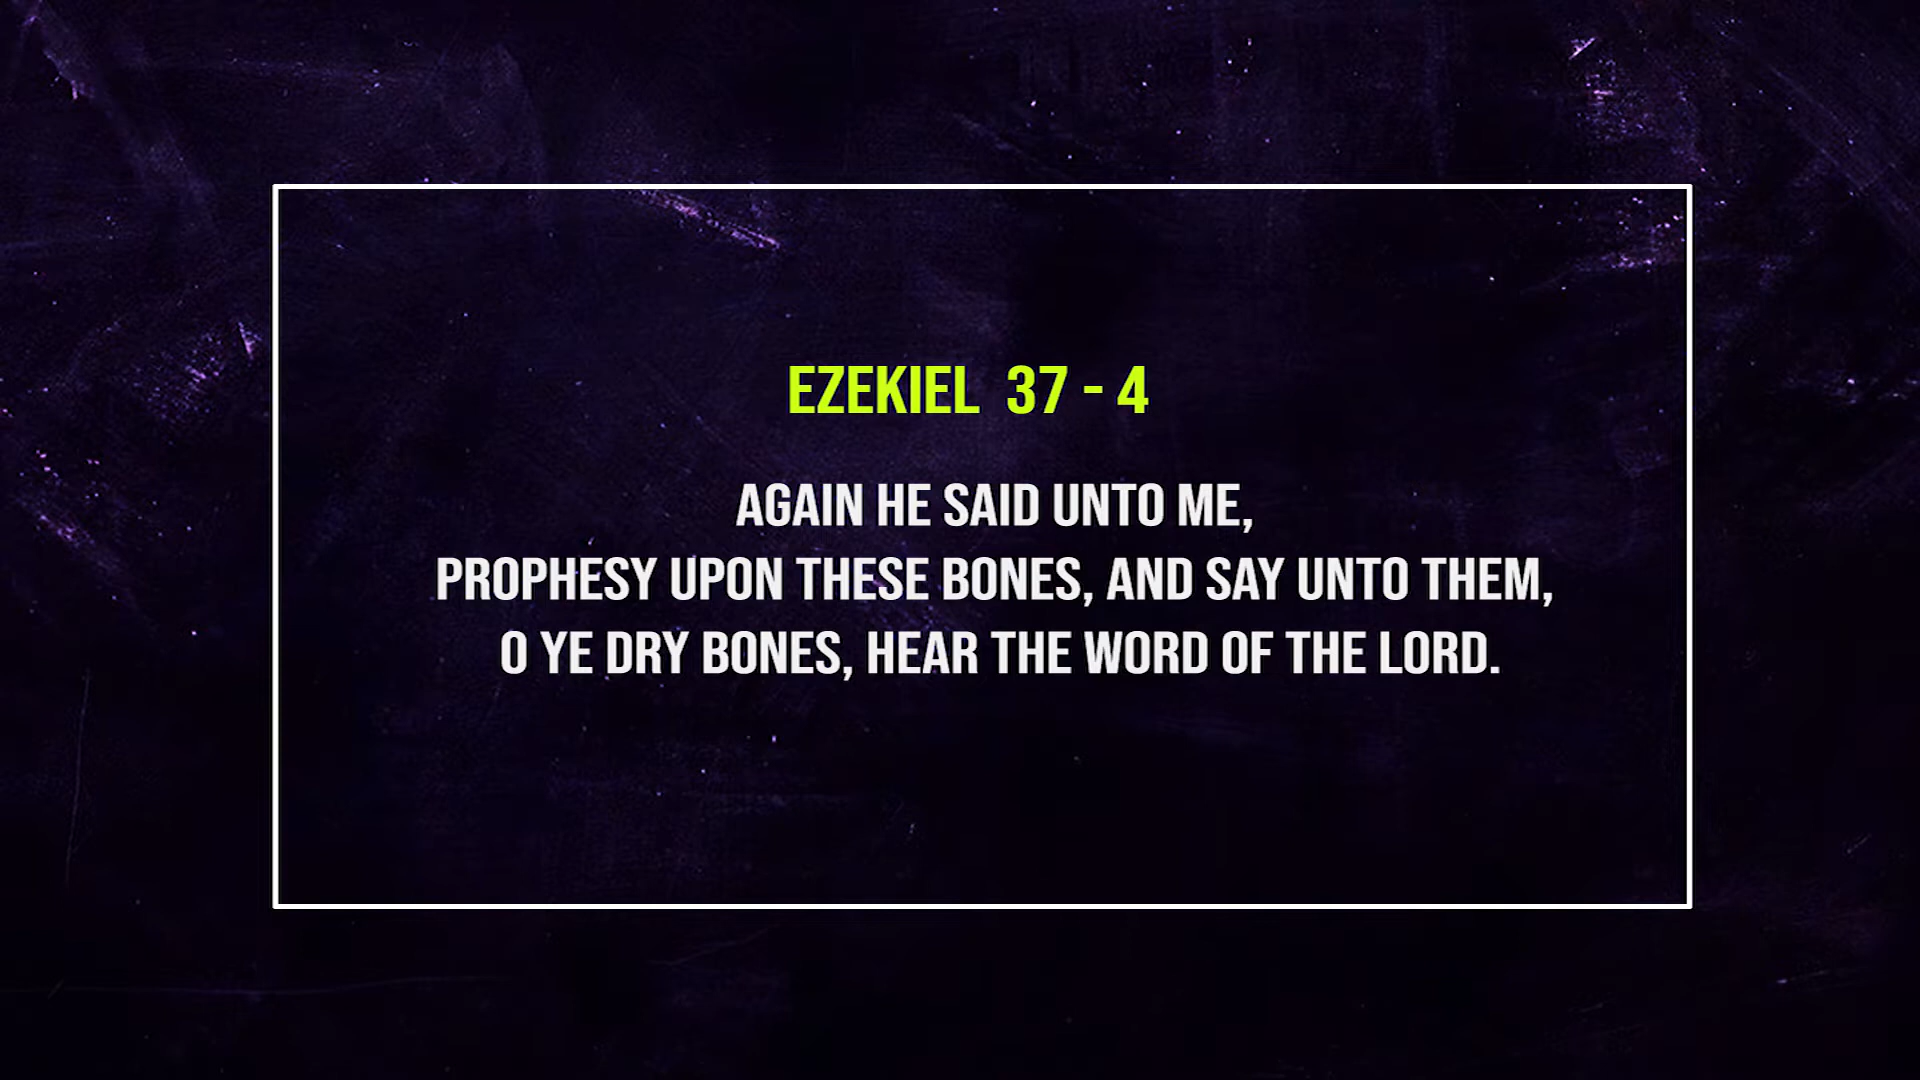 EZEKIEL 37 - 4
AGAIN HE SAID UNTO ME,
PROPHESY UPON THESE BONES, AND SAY UNTO THEM,
O YE DRY BONES, HEAR THE WORD OF THE LORD.